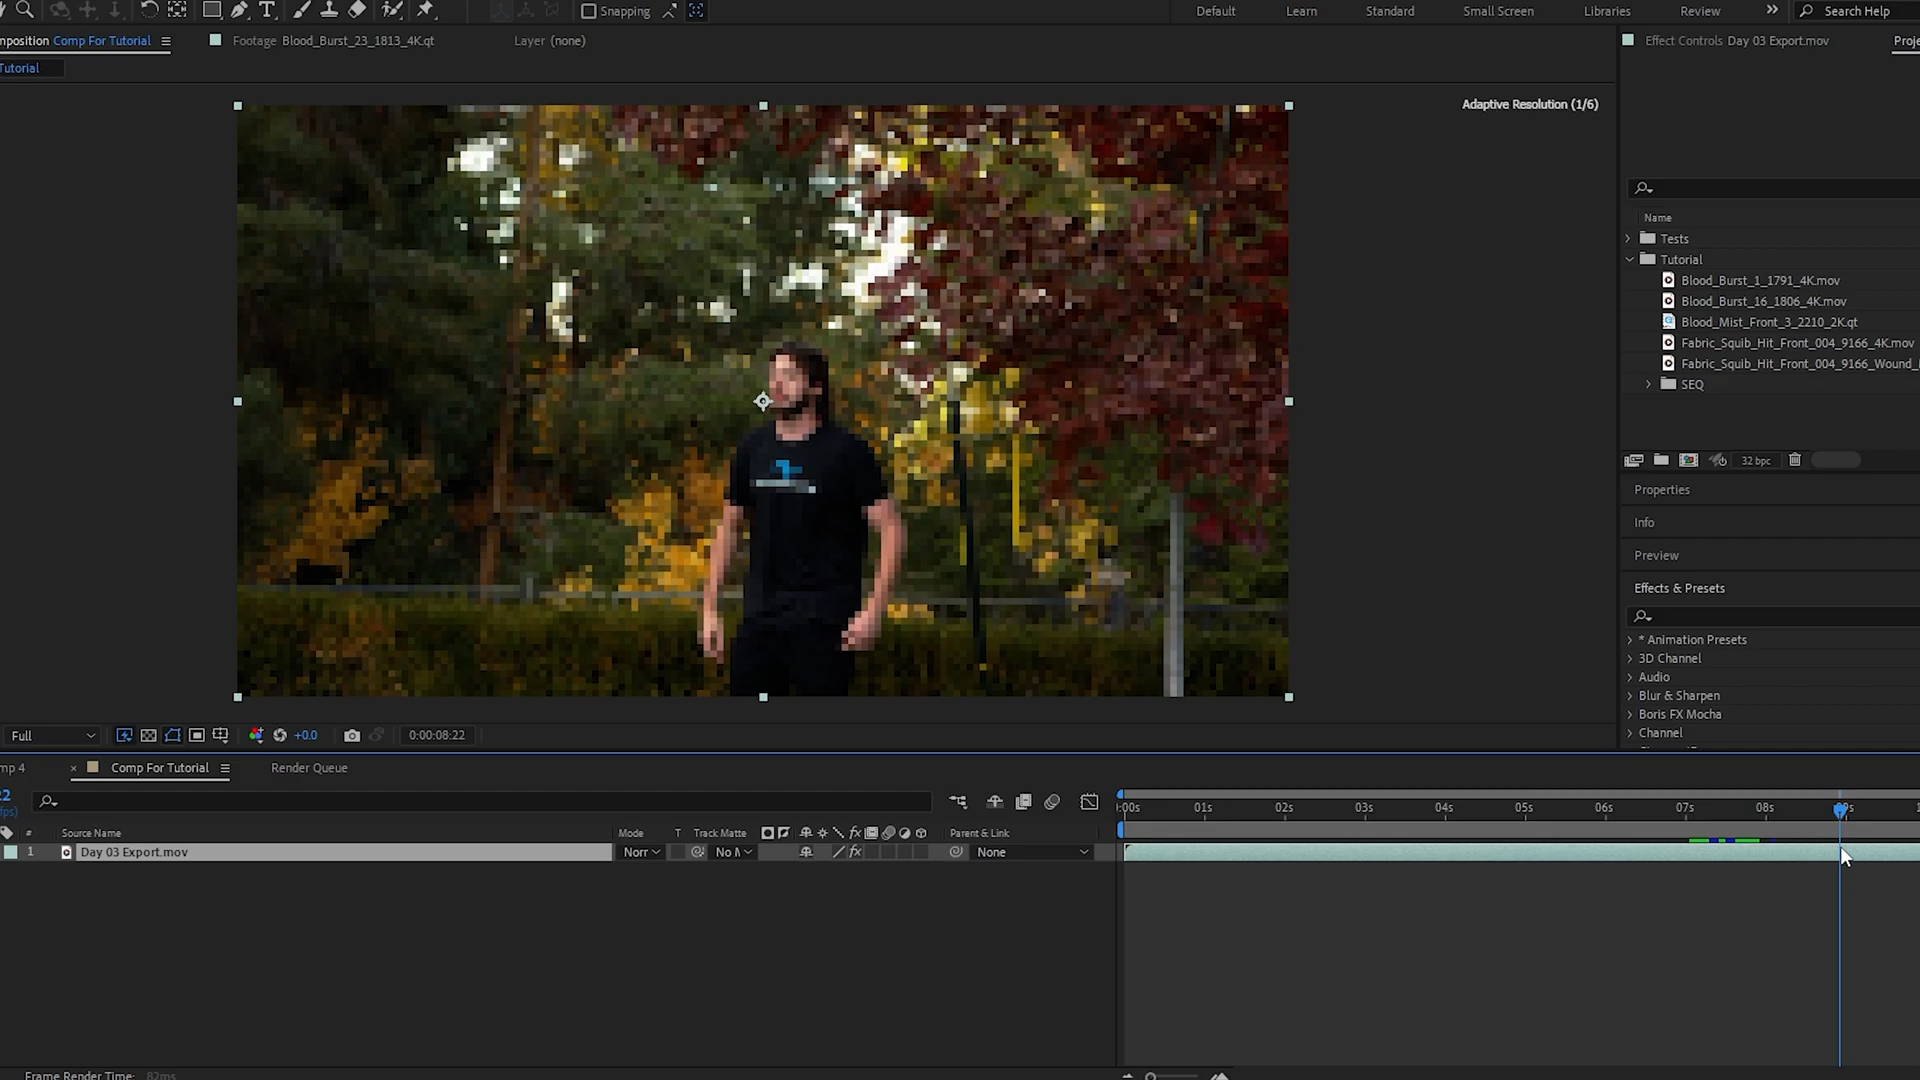 Snapping
Default
Learn
Standard
Small Screen
Libraries
Review
Search Help
Comp For Tutorial
Footage Blood_Burst_23_1813_4K.qt
Layer (none)
Effect Controls Day 03 Export.mov
Tutorial
Adaptive Resolution (1/6)
Name
Tests
Tutorial
Blood_Burst_1_1791_4K.mov
Blood_Burst_16_1806_4K.mov
Blood_Mist_Front_3_2210_2K.qt
Fabric_Squib_Hit_Front_004_9166_4K.mov
Fabric_Squib_Hit_Front_004_9166_Wound
SEQ
32 bpc
Properties
Info
Preview
Effects & Presets
* Animation Presets
3D Channel
Audio
Blur & Sharpen
Boris FX Mocha
Channel
Full
+0.0
0:00:08:22
mp 4
Comp For Tutorial
Render Queue
:00s 01s 02s 03s 04s 05s 06s 07s 08s
# Source Name Mode T Track Matte fx Parent & Link
1 Day 03 Export.mov Norr No fx None
Frame Render Time: 82ms